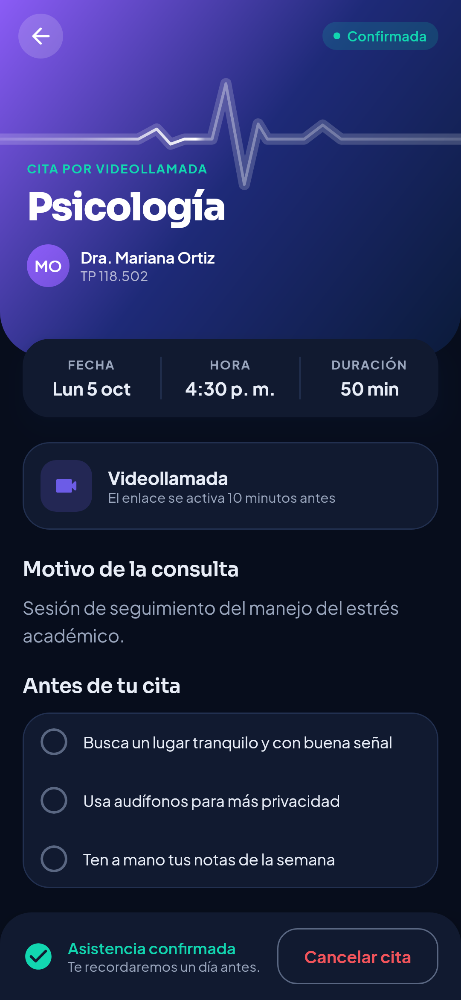 Confirmada
CITA POR VIDEOLLAMADA
Psicología
MO
Dra. Mariana Ortiz
TP 118.502
FECHA
Lun 5 oct
HORA
4:30 p. m.
DURACIÓN
50 min
Videollamada
El enlace se activa 10 minutos antes
Motivo de la consulta
Sesión de seguimiento del manejo del estrés
académico.
Antes de tu cita
Busca un lugar tranquilo y con buena señal
Usa audífonos para más privacidad
Ten a mano tus notas de la semana
Asistencia confirmada
Te recordaremos un día antes.
Cancelar cita